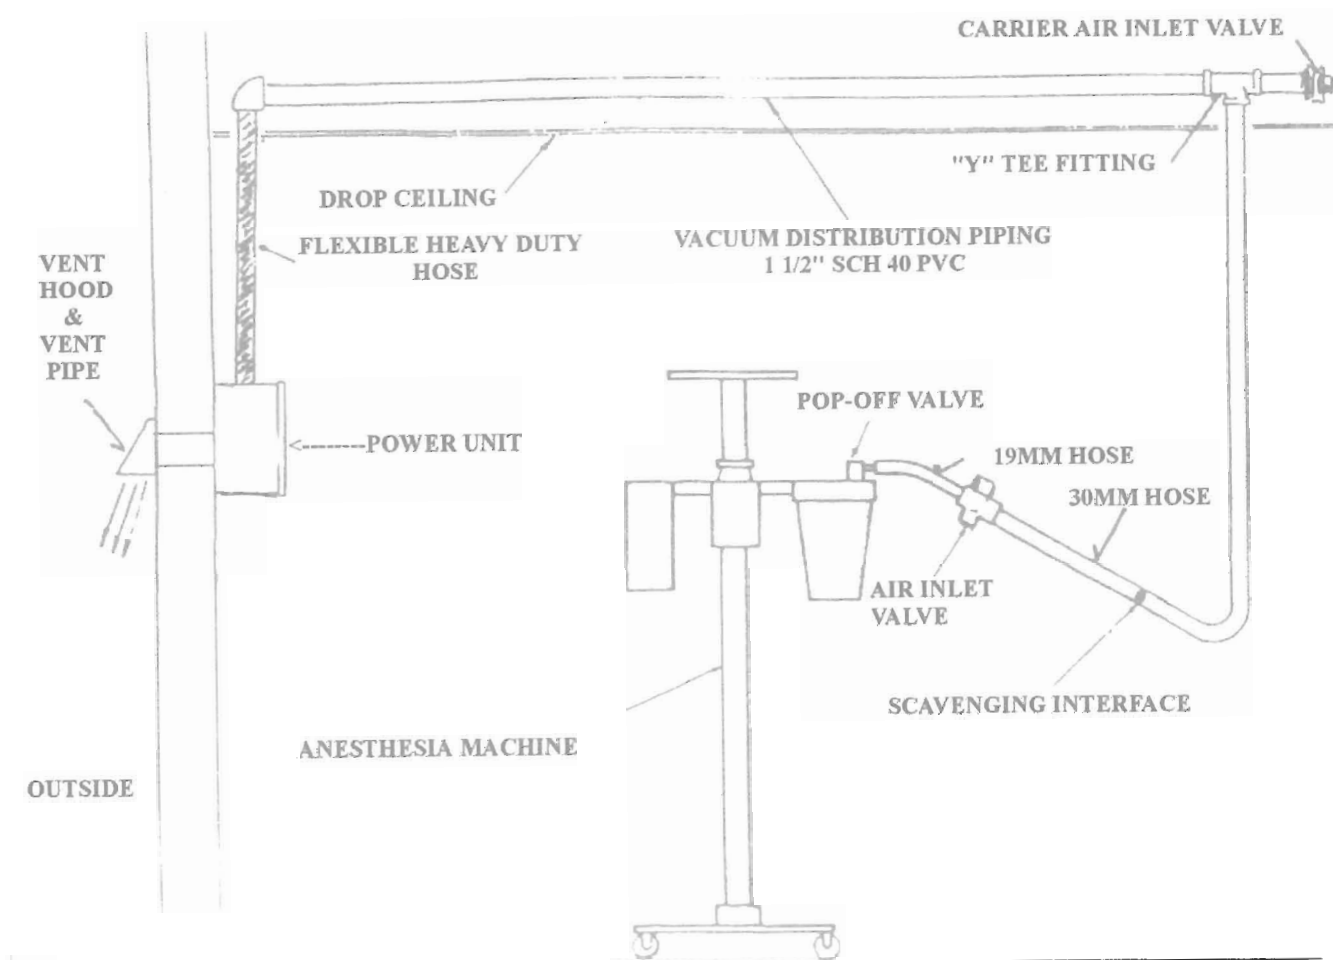 CARRIER AIR INLET VALVE
"Y" TEE FITTING
DROP CEILING
FLEXIBLE HEAVY DUTY
HOSE
VACUUM DISTRIBUTION PIPING
1 1/2" SCH 40 PVC
VENT
HOOD
&
VENT
PIPE
POWER UNIT
POP-OFF VALVE
19MM HOSE
30MM HOSE
AIR INLET
VALVE
SCAVENGING INTERFACE
ANESTHESIA MACHINE
OUTSIDE